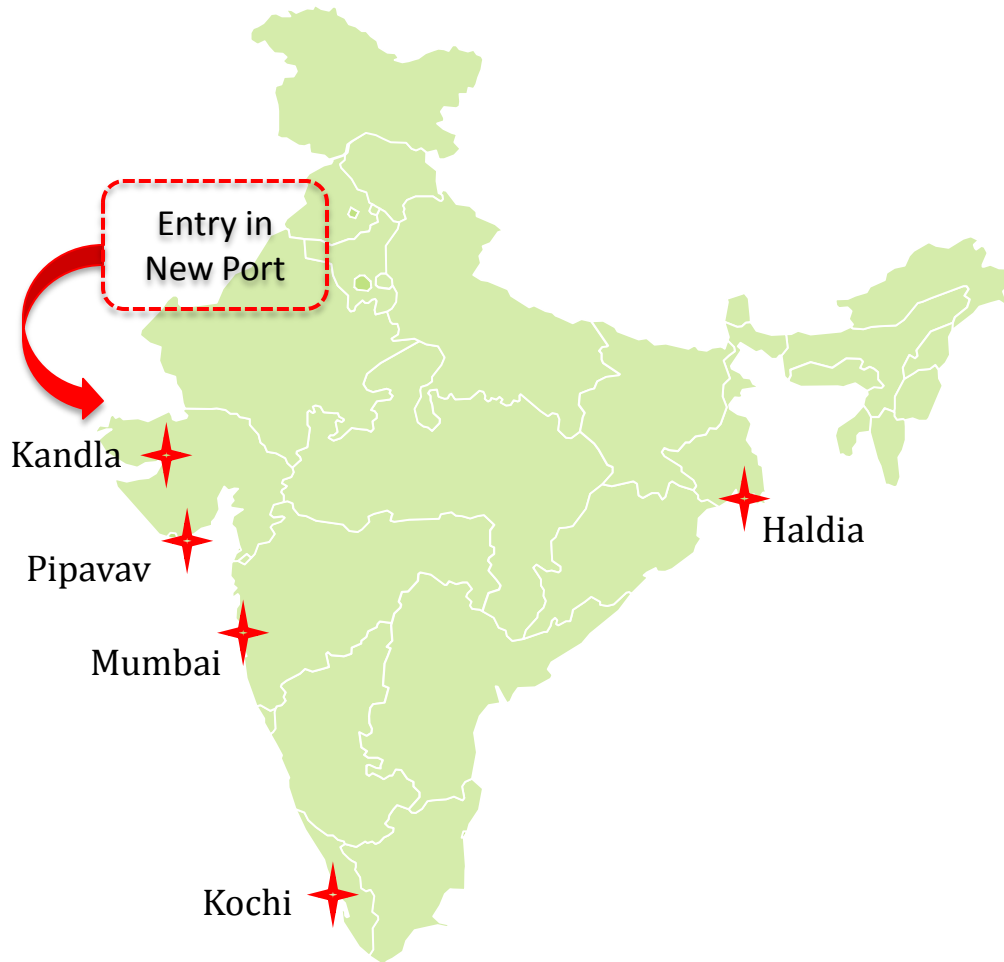 Entry in
New Port
Kandla
Pipavav
Mumbai
Kochi
Haldia